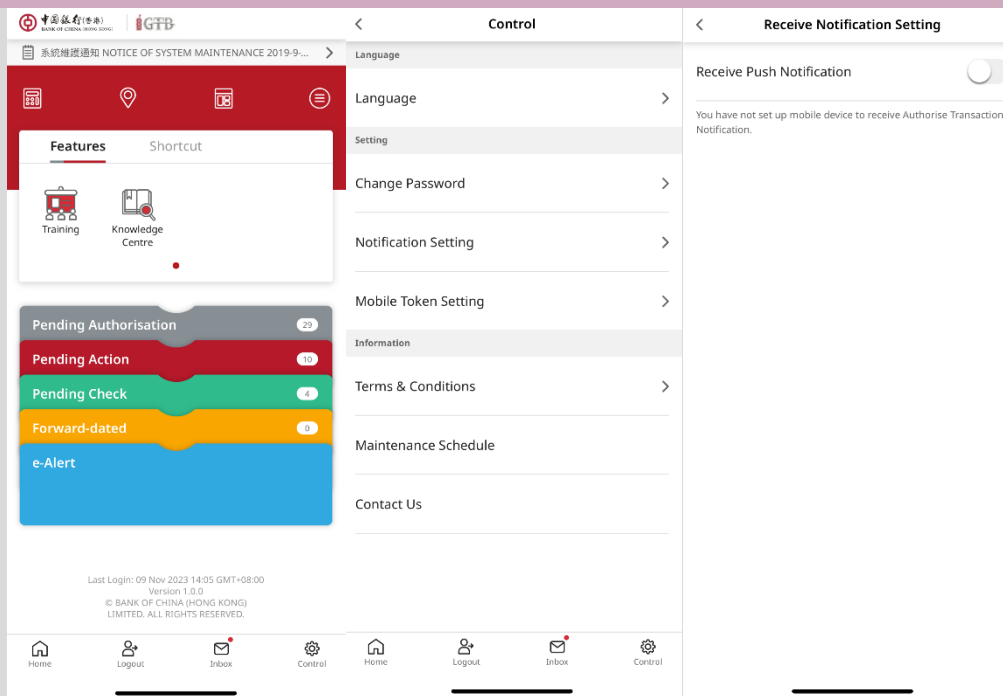 中國銀行(香港)
BANK OF CHINA (HONG KONG)
iGTB
系統維護通知 NOTICE OF SYSTEM MAINTENANCE 2019-9-...
Features
Shortcut
Training
Knowledge
Centre
Pending Authorisation
29
Pending Action
10
Pending Check
4
Forward-dated
0
e-Alert
Last Login: 09 Nov 2023 14:05 GMT+08:00
Version 1.0.0
© BANK OF CHINA (HONG KONG)
LIMITED. ALL RIGHTS RESERVED.
Home
Logout
Inbox
Control
Control
Language
Language
Setting
Change Password
Notification Setting
Mobile Token Setting
Information
Terms & Conditions
Maintenance Schedule
Contact Us
Home
Logout
Inbox
Control
Receive Notification Setting
Receive Push Notification
You have not set up mobile device to receive Authorise Transaction
Notification.